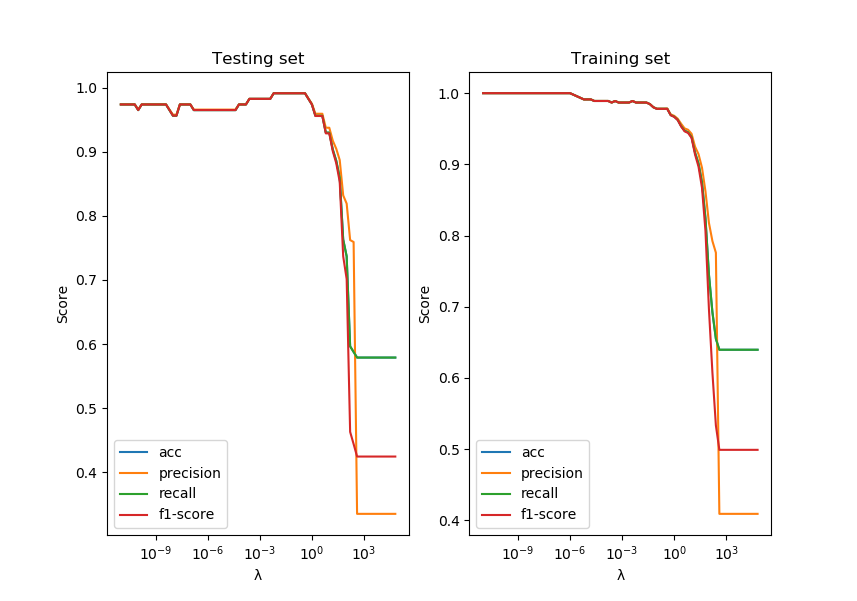 Testing set
1.0
0.9
0.8
0.7
0.6
0.5
0.4
Score
acc
precision
recall
f1-score
10⁻⁹ 10⁻⁶ 10⁻³ 10⁰ 10³
λ
Training set
1.0
0.9
0.8
0.7
0.6
0.5
0.4
Score
acc
precision
recall
f1-score
10⁻⁹ 10⁻⁶ 10⁻³ 10⁰ 10³
λ